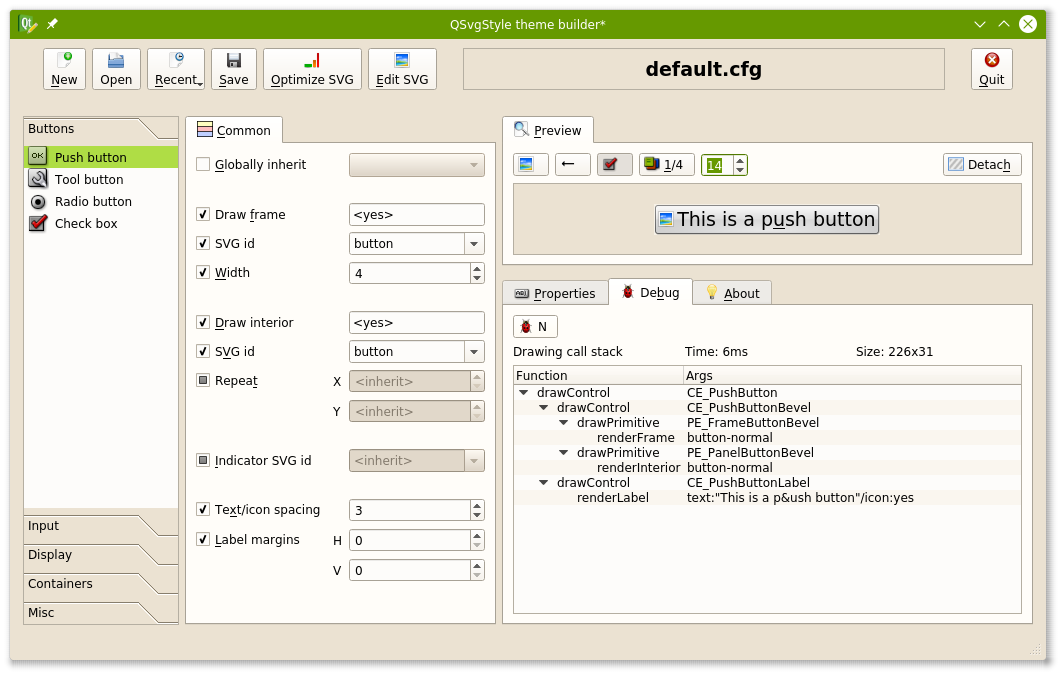 QSvgStyle theme builder*
New Open Recent Save Optimize SVG Edit SVG default.cfg Quit
Buttons
Push button
Tool button
Radio button
Check box
Input
Display
Containers
Misc
Common
Globally inherit
Draw frame <yes>
SVG id button
Width 4
Draw interior <yes>
SVG id button
Repeat X <inherit>
Y <inherit>
Indicator SVG id <inherit>
Text/icon spacing 3
Label margins H 0
V 0
Preview
1/4 14 Detach
This is a push button
Properties Debug About
N
Drawing call stack Time: 6ms Size: 226x31
Function Args
drawControl CE_PushButton
drawControl CE_PushButtonBevel
drawPrimitive PE_FrameButtonBevel
renderFrame button-normal
drawPrimitive PE_PanelButtonBevel
renderInterior button-normal
drawControl CE_PushButtonLabel
renderLabel text:"This is a p&ush button"/icon:yes